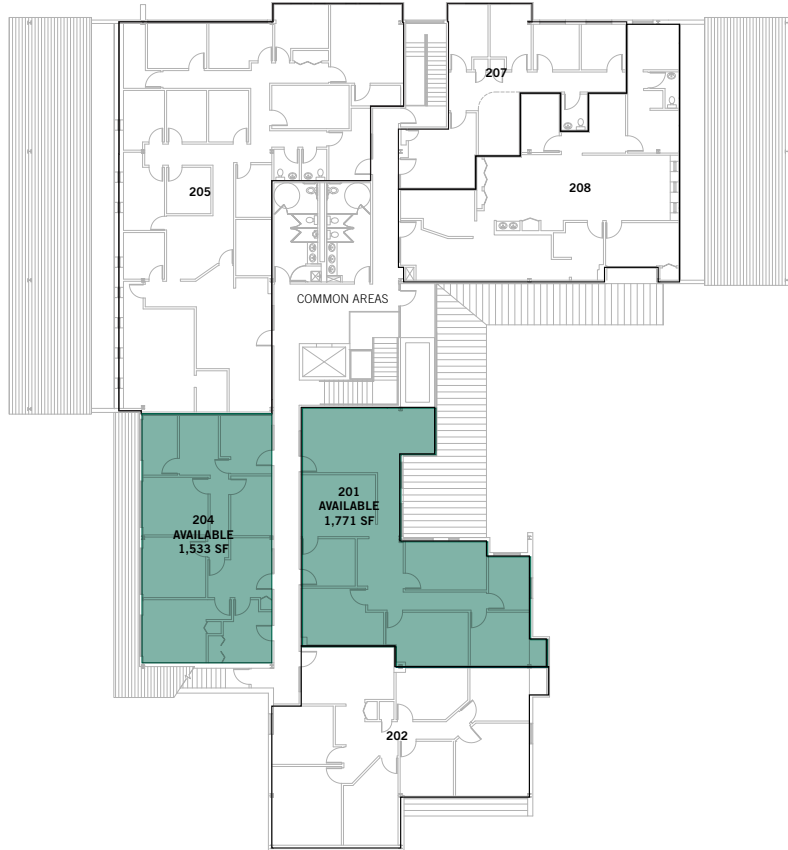 207
205
208
COMMON AREAS
201
AVAILABLE
1,771 SF
204
AVAILABLE
1,533 SF
202